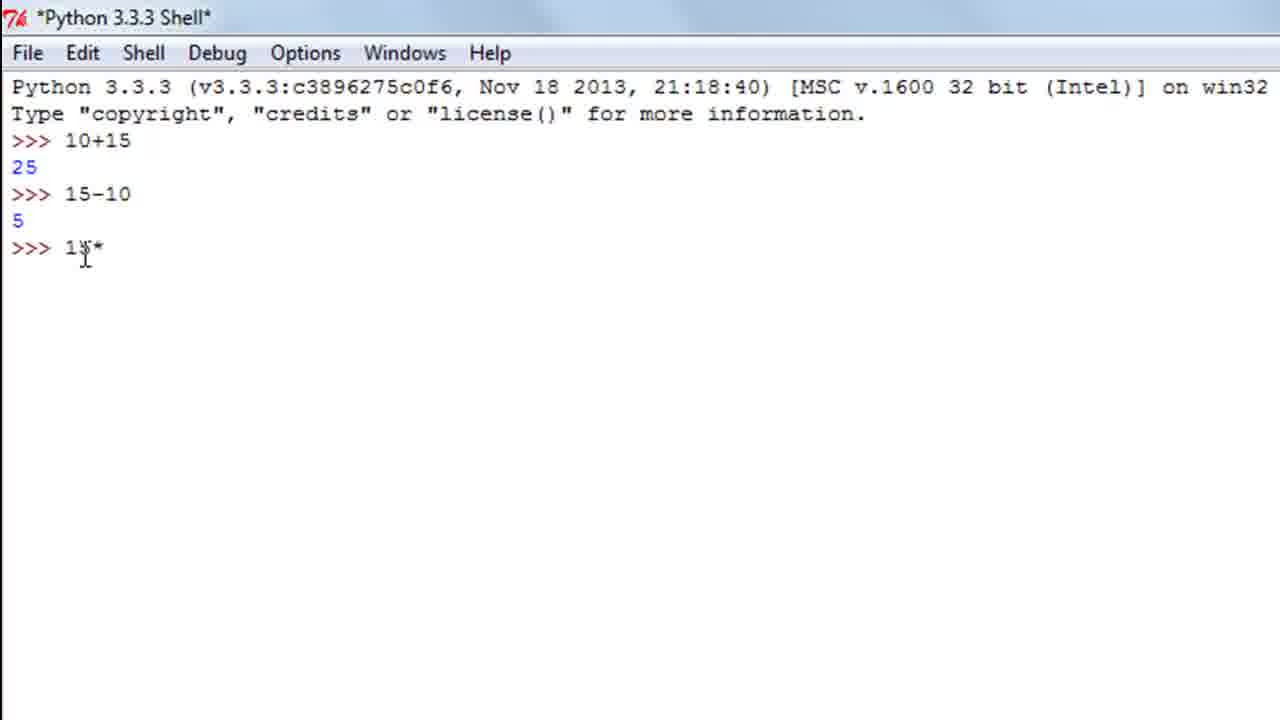 *Python 3.3.3 Shell*
File Edit Shell Debug Options Windows Help
Python 3.3.3 (v3.3.3:c3896275c0f6, Nov 18 2013, 21:18:40) [MSC v.1600 32 bit (Intel)] on win32
Type "copyright", "credits" or "license()" for more information.
>>> 10+15
25
>>> 15-10
5
>>> 15*